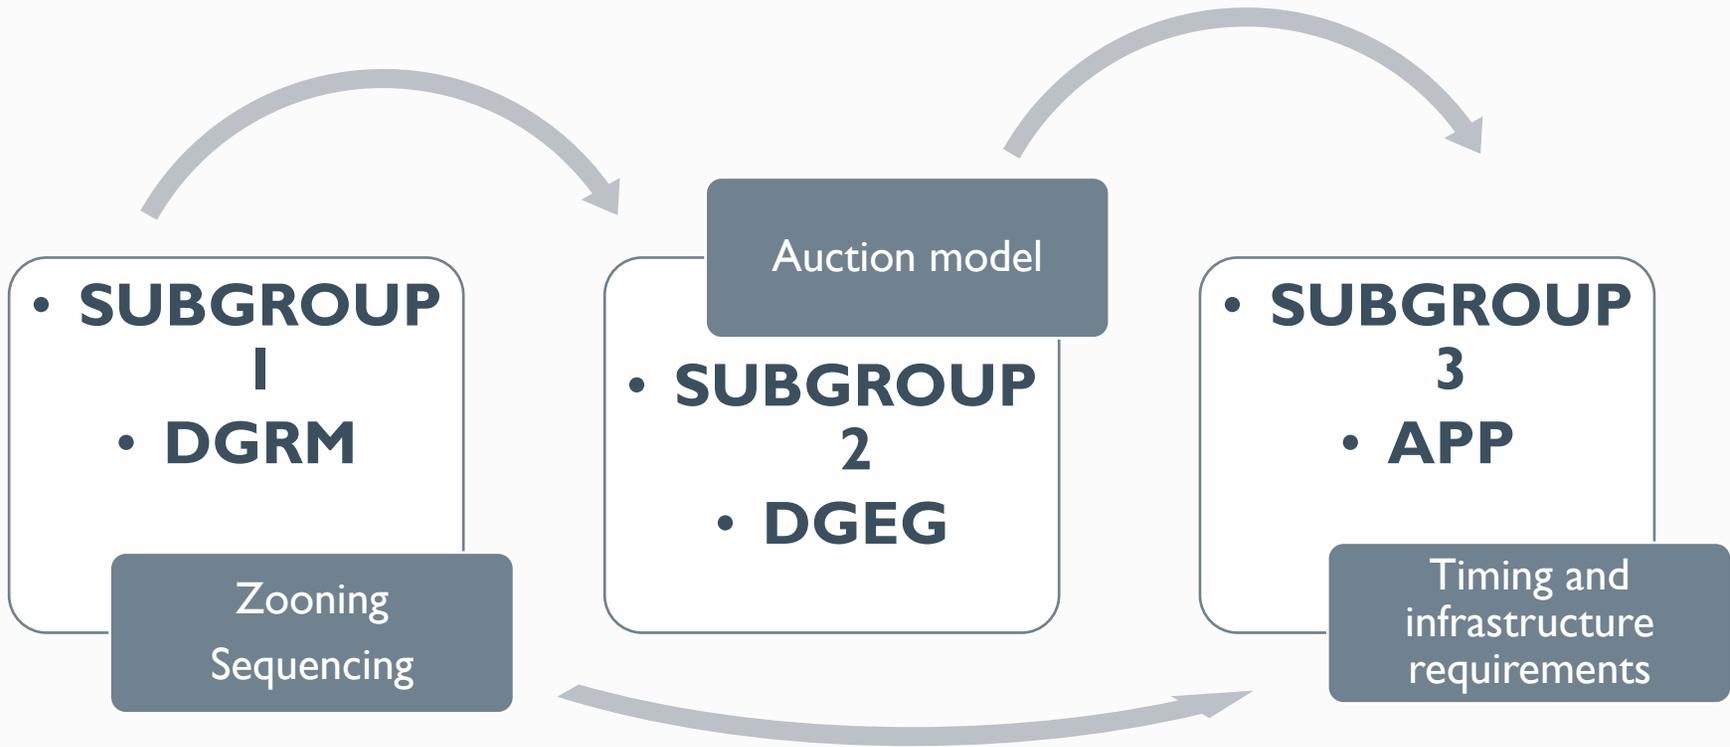 • SUBGROUP
1
• DGRM
Zooning
Sequencing
Auction model
• SUBGROUP
2
• DGEG
• SUBGROUP
3
• APP
Timing and
infrastructure
requirements